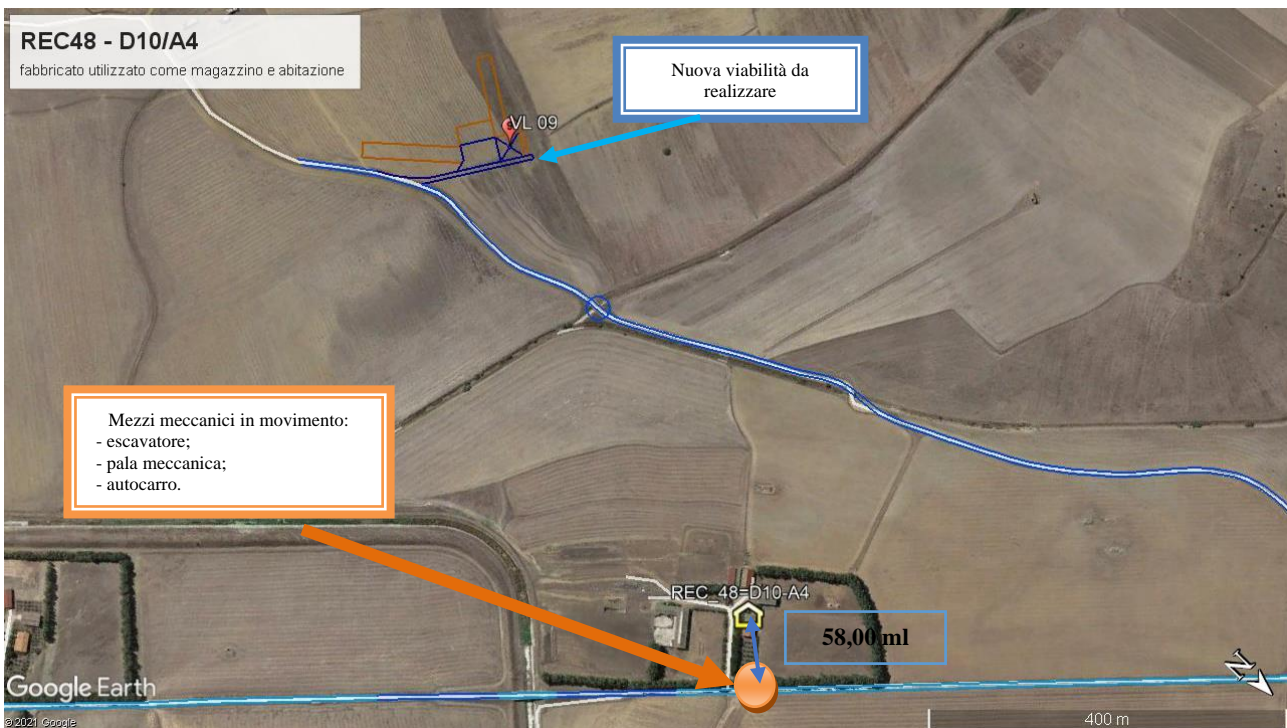 REC48 - D10/A4
fabbricato utilizzato come magazzino e abitazione
Nuova viabilità da
realizzare
VL 09
Mezzi meccanici in movimento:
- escavatore;
- pala meccanica;
- autocarro.
REC_48=D10-A4
58,00 ml
N
Google Earth
© 2021 Google
400 m